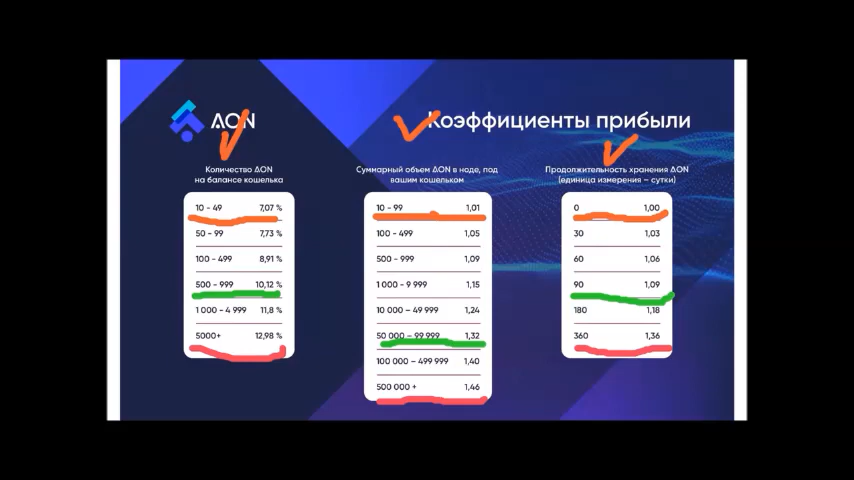 ΛON
Коэффициенты прибыли
Количество ΛON
на балансе кошелька
10 - 49 7,07 %
50 - 99 7,73 %
100 - 499 8,91 %
500 - 999 10,12 %
1 000 - 4 999 11,8 %
5000+ 12,98 %
Суммарный объем ΛON в ноде, под
вашим кошельком
10 - 99 1,01
100 - 499 1,05
500 - 999 1,09
1 000 - 9 999 1,15
10 000 – 49 999 1,24
50 000 – 99 999 1,32
100 000 – 499 999 1,40
500 000 + 1,46
Продолжительность хранения ΛON
(единица измерения – сутки)
0 1,00
30 1,03
60 1,06
90 1,09
180 1,18
360 1,36